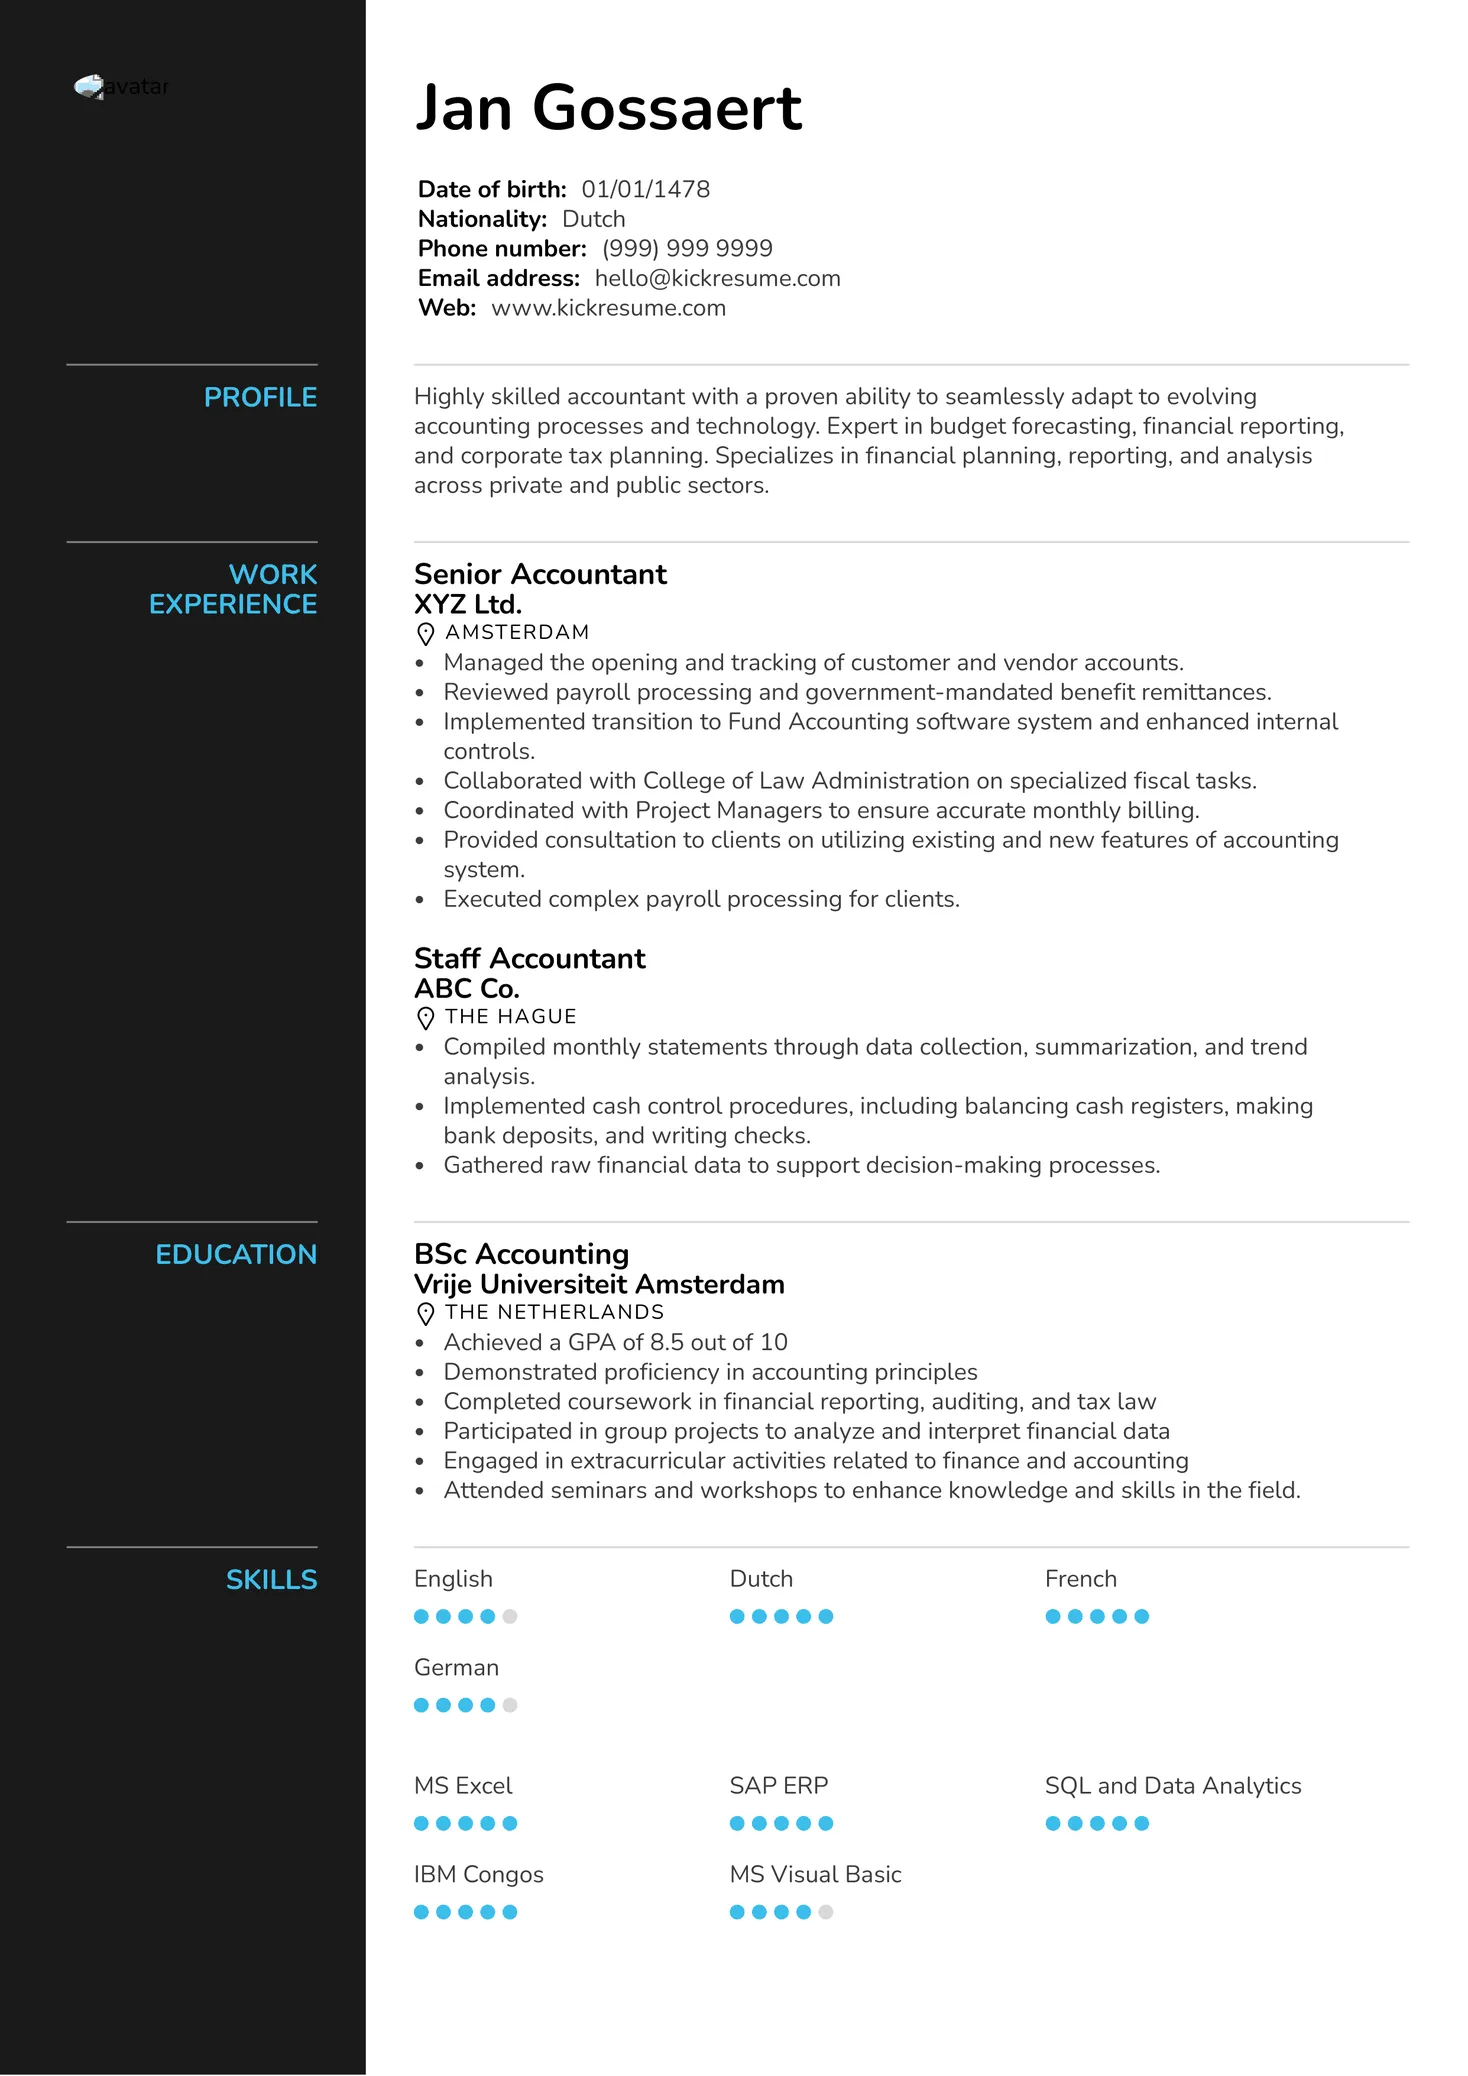 avatar
Jan Gossaert
Date of birth: 01/01/1478
Nationality: Dutch
Phone number: (999) 999 9999
Email address: hello@kickresume.com
Web: www.kickresume.com
PROFILE
Highly skilled accountant with a proven ability to seamlessly adapt to evolving
accounting processes and technology. Expert in budget forecasting, financial reporting,
and corporate tax planning. Specializes in financial planning, reporting, and analysis
across private and public sectors.
WORK
EXPERIENCE
Senior Accountant
XYZ Ltd.
AMSTERDAM
• Managed the opening and tracking of customer and vendor accounts.
• Reviewed payroll processing and government-mandated benefit remittances.
• Implemented transition to Fund Accounting software system and enhanced internal
controls.
• Collaborated with College of Law Administration on specialized fiscal tasks.
• Coordinated with Project Managers to ensure accurate monthly billing.
• Provided consultation to clients on utilizing existing and new features of accounting
system.
• Executed complex payroll processing for clients.
Staff Accountant
ABC Co.
THE HAGUE
• Compiled monthly statements through data collection, summarization, and trend
analysis.
• Implemented cash control procedures, including balancing cash registers, making
bank deposits, and writing checks.
• Gathered raw financial data to support decision-making processes.
EDUCATION
BSc Accounting
Vrije Universiteit Amsterdam
THE NETHERLANDS
• Achieved a GPA of 8.5 out of 10
• Demonstrated proficiency in accounting principles
• Completed coursework in financial reporting, auditing, and tax law
• Participated in group projects to analyze and interpret financial data
• Engaged in extracurricular activities related to finance and accounting
• Attended seminars and workshops to enhance knowledge and skills in the field.
SKILLS
English Dutch French
German
MS Excel SAP ERP SQL and Data Analytics
IBM Congos MS Visual Basic